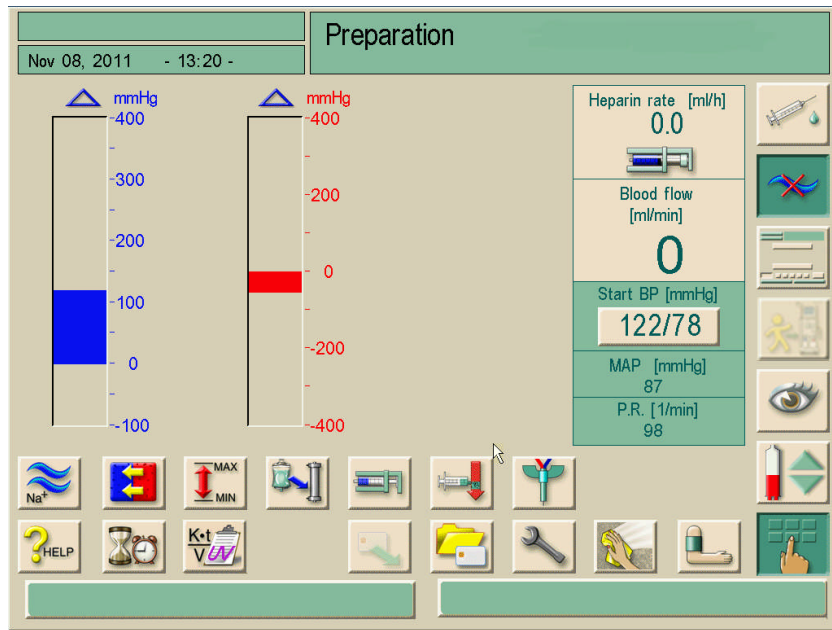 Preparation
Nov 08, 2011 - 13:20 -
mmHg
400
300
200
100
0
-100
mmHg
400
200
0
-200
-400
Heparin rate [ml/h]
0.0
Blood flow
[ml/min]
0
Start BP [mmHg]
122/78
MAP [mmHg]
87
P.R. [1/min]
98
Na+
MAX
MIN
HELP
K•t
V
UV